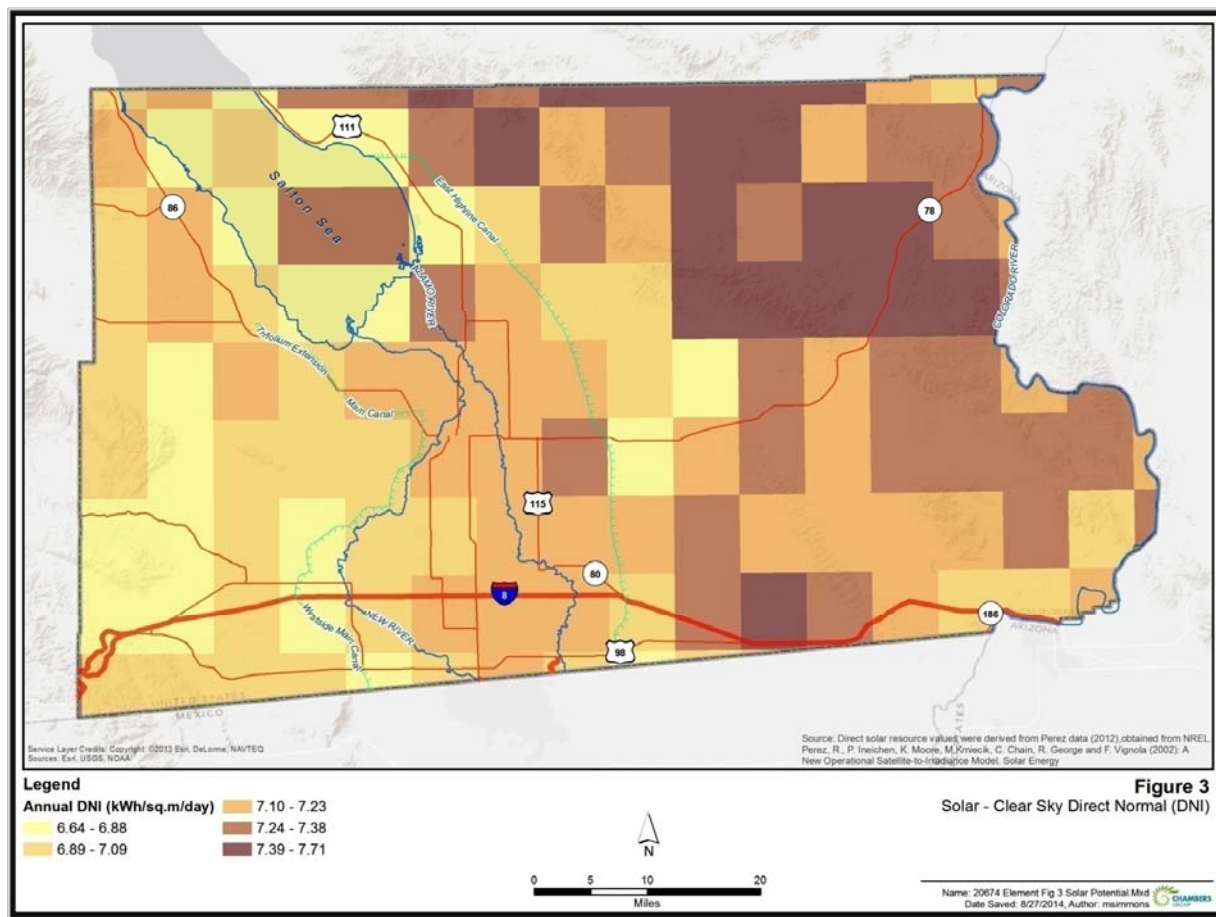 111
86
Salton Sea
East Highline Canal
78
ARIZONA
COLORADO RIVER
ALAMO RIVER
Trifolium Extension
Main Canal
115
80
8
NEW RIVER
Westside Main Canal
98
186
CALIFORNIA
ARIZONA
UNITED STATES
MEXICO
Service Layer Credits: Copyright: ©2013 Esri, DeLorme, NAVTEQ
Sources: Esri, USGS, NOAA
Source: Direct solar resource values were derived from Perez data (2012),obtained from NREL.
Perez, R., P. Ineichen, K. Moore, M.Kmiecik, C. Chain, R. George and F. Vignola (2002): A
New Operational Satellite-to-Irradiance Model. Solar Energy
Legend
Annual DNI (kWh/sq.m/day)
6.64 - 6.88
6.89 - 7.09
7.10 - 7.23
7.24 - 7.38
7.39 - 7.71
N
0 5 10 20
Miles
Figure 3
Solar - Clear Sky Direct Normal (DNI)
Name: 20674 Element Fig 3 Solar Potential.Mxd
Date Saved: 8/27/2014, Author: msimmons
CHAMBERS
GROUP